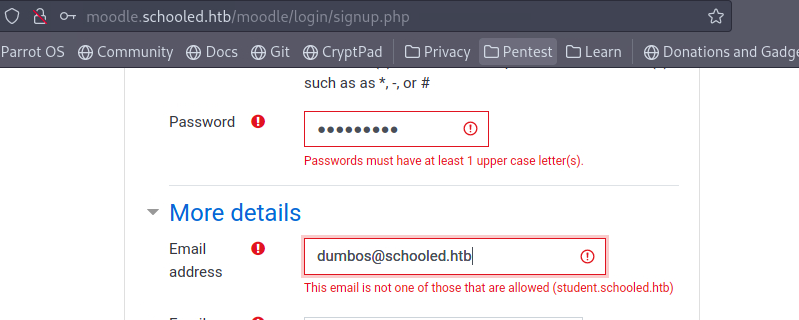 moodle.schooled.htb/moodle/login/signup.php
Parrot OS Community Docs Git CryptPad Privacy Pentest Learn Donations and Gadge
such as as *, -, or #
Password
Passwords must have at least 1 upper case letter(s).
More details
Email address
dumbos@schooled.htb
This email is not one of those that are allowed (student.schooled.htb)